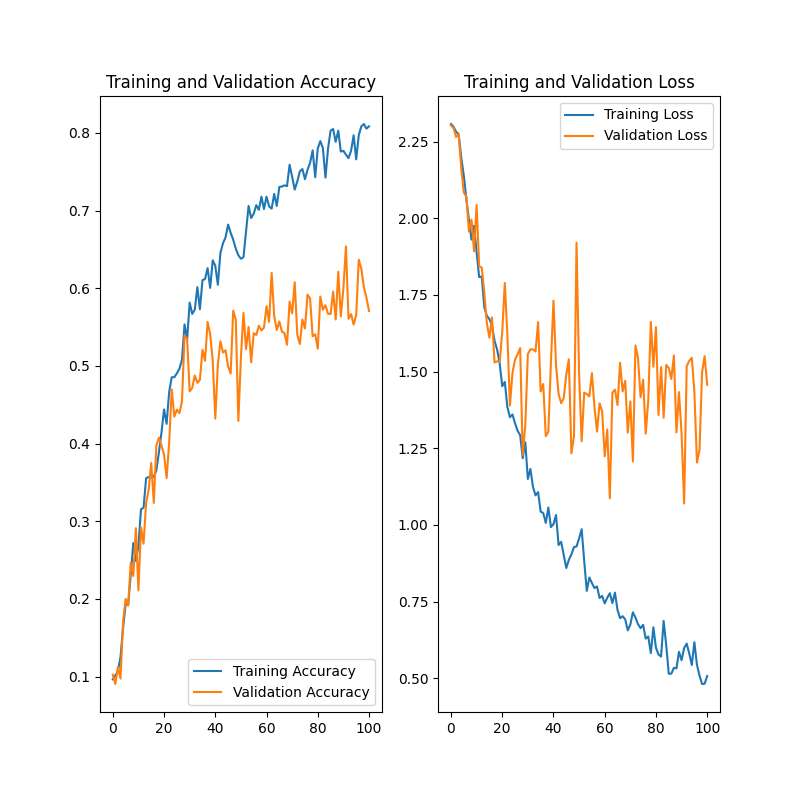 Training and Validation Accuracy
0.8
0.7
0.6
0.5
0.4
0.3
0.2
0.1
Training Accuracy
Validation Accuracy
0 20 40 60 80 100
Training and Validation Loss
Training Loss
Validation Loss
2.25
2.00
1.75
1.50
1.25
1.00
0.75
0.50
0 20 40 60 80 100